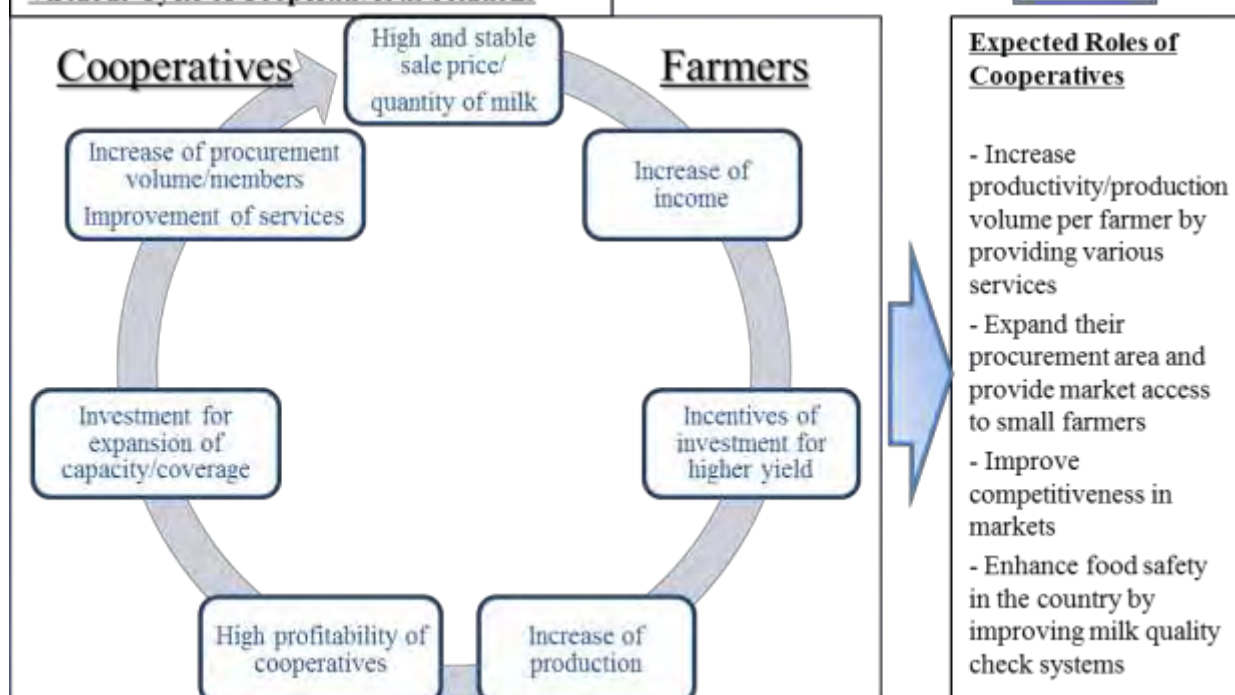 Cooperatives
Farmers
High and stable
sale price/
quantity of milk
Increase of
income
Incentives of
investment for
higher yield
Increase of
production
High profitability of
cooperatives
Investment for
expansion of
capacity/coverage
Increase of procurement
volume/members
Improvement of services
Expected Roles of
Cooperatives
- Increase
productivity/production
volume per farmer by
providing various
services
- Expand their
procurement area and
provide market access
to small farmers
- Improve
competitiveness in
markets
- Enhance food safety
in the country by
improving milk quality
check systems